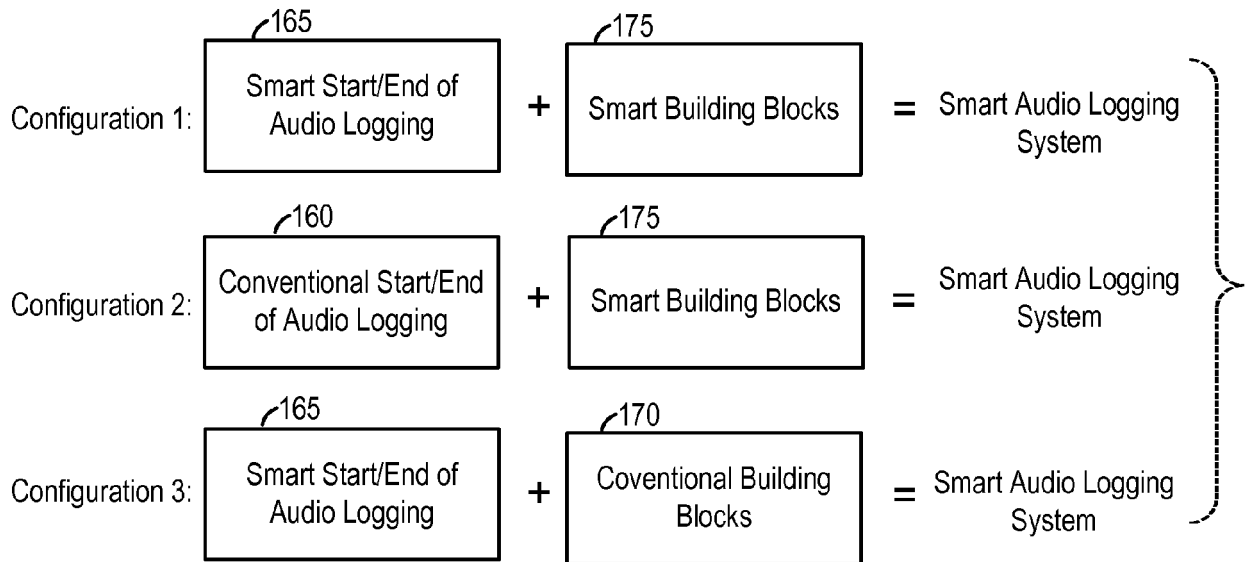 165
175
Configuration 1:
Smart Start/End of
Audio Logging
+
Smart Building Blocks
=
Smart Audio Logging
System
160
175
Configuration 2:
Conventional Start/End
of Audio Logging
+
Smart Building Blocks
=
Smart Audio Logging
System
165
170
Configuration 3:
Smart Start/End of
Audio Logging
+
Coventional Building
Blocks
=
Smart Audio Logging
System